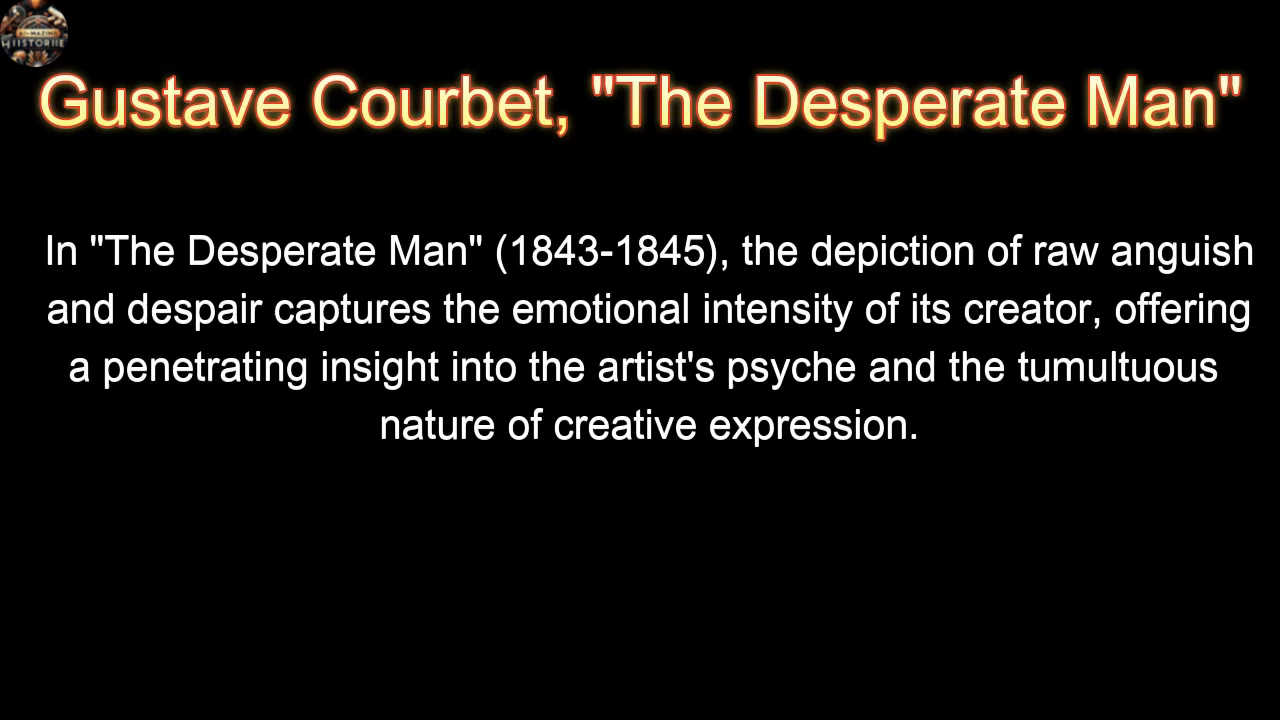 HISTORIE
Gustave Courbet, "The Desperate Man"
In "The Desperate Man" (1843-1845), the depiction of raw anguish
and despair captures the emotional intensity of its creator, offering
a penetrating insight into the artist's psyche and the tumultuous
nature of creative expression.